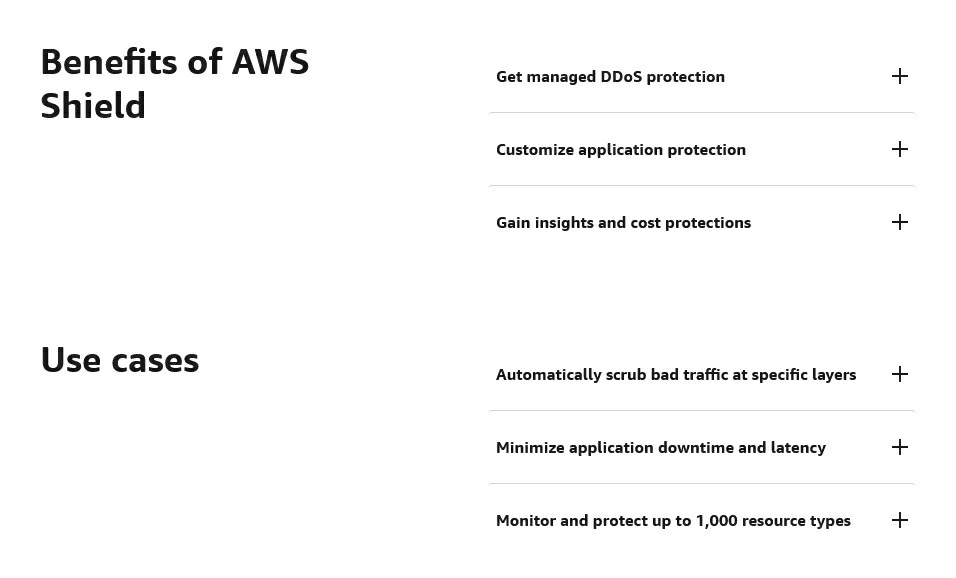 Benefits of AWS
Shield
Get managed DDoS protection
Customize application protection
Gain insights and cost protections
Use cases
Automatically scrub bad traffic at specific layers
Minimize application downtime and latency
Monitor and protect up to 1,000 resource types